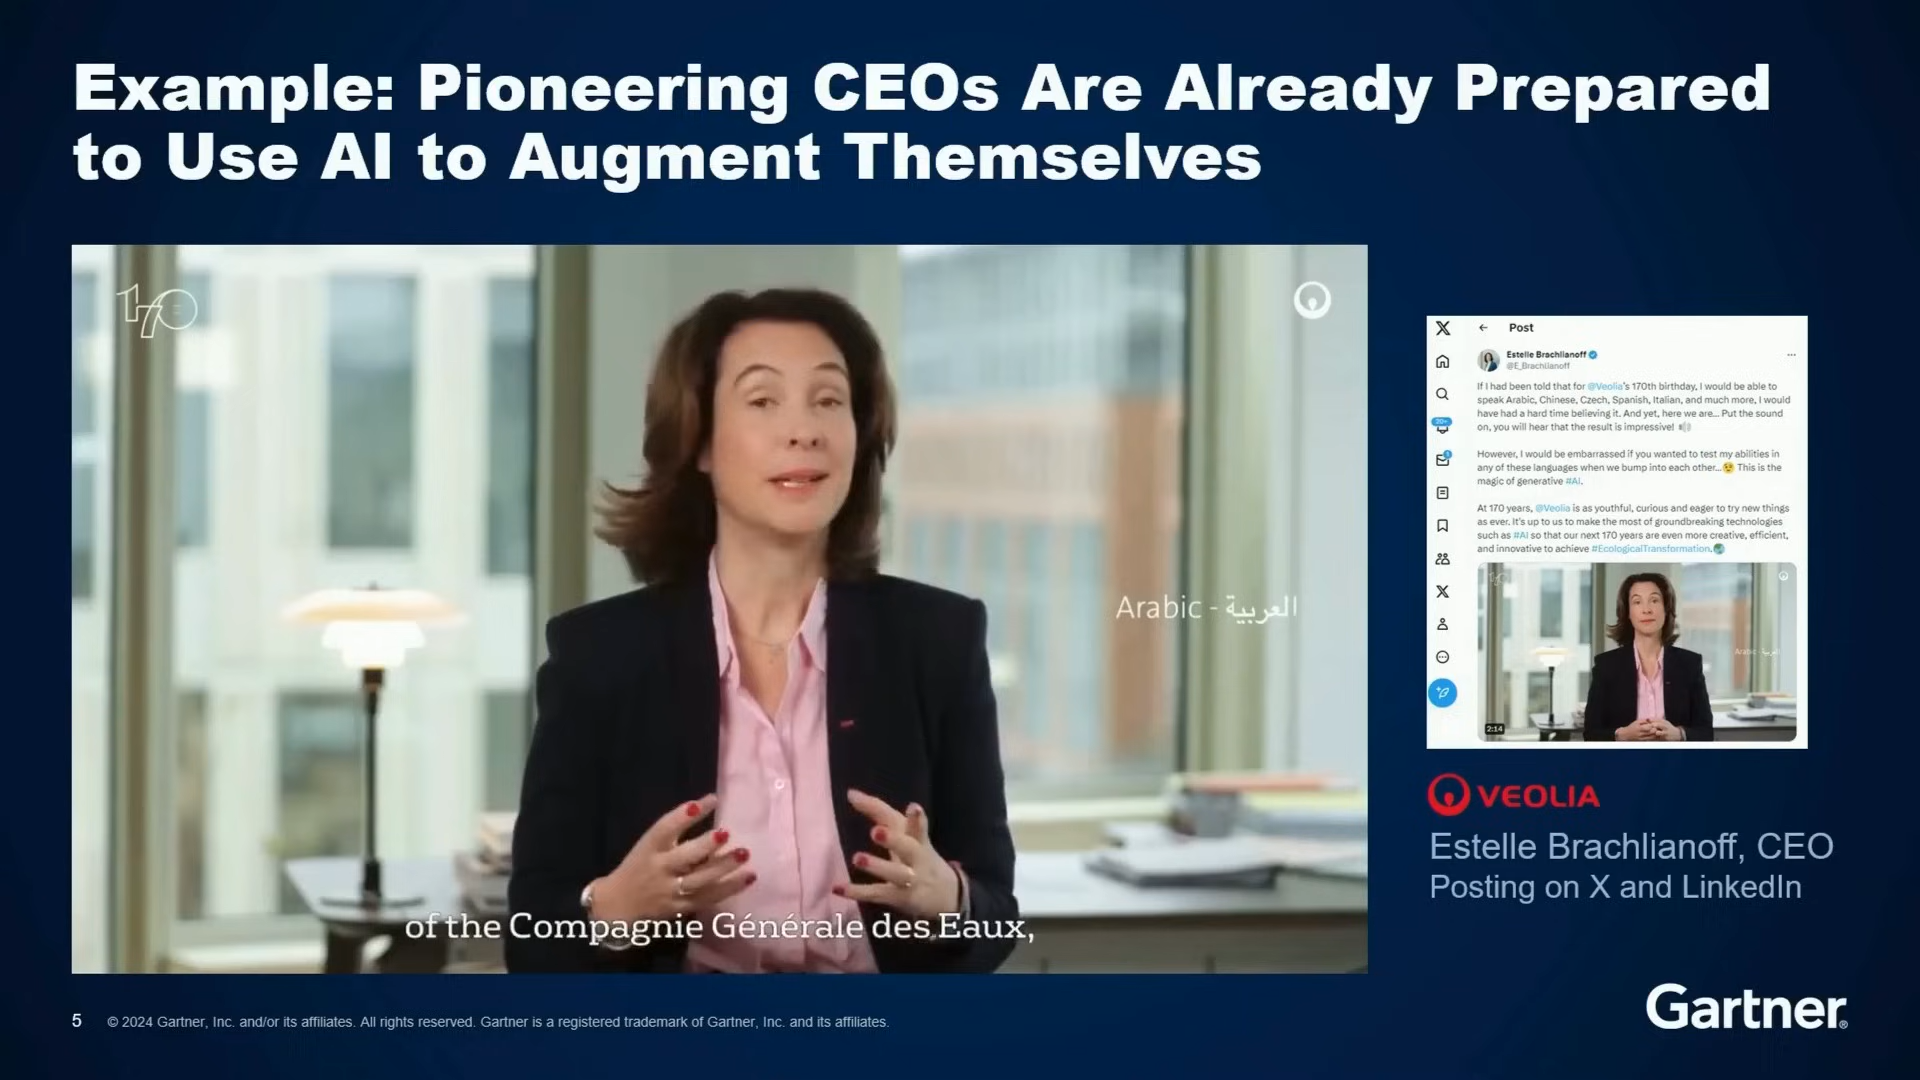 Example: Pioneering CEOs Are Already Prepared
to Use AI to Augment Themselves
170
Arabic - العربية
of the Compagnie Générale des Eaux,
Post
Estelle Brachlianoff
@E_Brachlianoff
If I had been told that for @Veolia's 170th birthday, I would be able to
speak Arabic, Chinese, Czech, Spanish, Italian, and much more, I would
have had a hard time believing it. And yet, here we are... Put the sound
on, you will hear that the result is impressive!
However, I would be embarrassed if you wanted to test my abilities in
any of these languages when we bump into each other... This is the
magic of generative #AI.
At 170 years, @Veolia is as youthful, curious and eager to try new things
as ever. It's up to us to make the most of groundbreaking technologies
such as #AI so that our next 170 years are even more creative, efficient,
and innovative to achieve #EcologicalTransformation.
20+
Arabic - العربية
2:14
VEOLIA
Estelle Brachlianoff, CEO
Posting on X and LinkedIn
5
© 2024 Gartner, Inc. and/or its affiliates. All rights reserved. Gartner is a registered trademark of Gartner, Inc. and its affiliates.
Gartner®